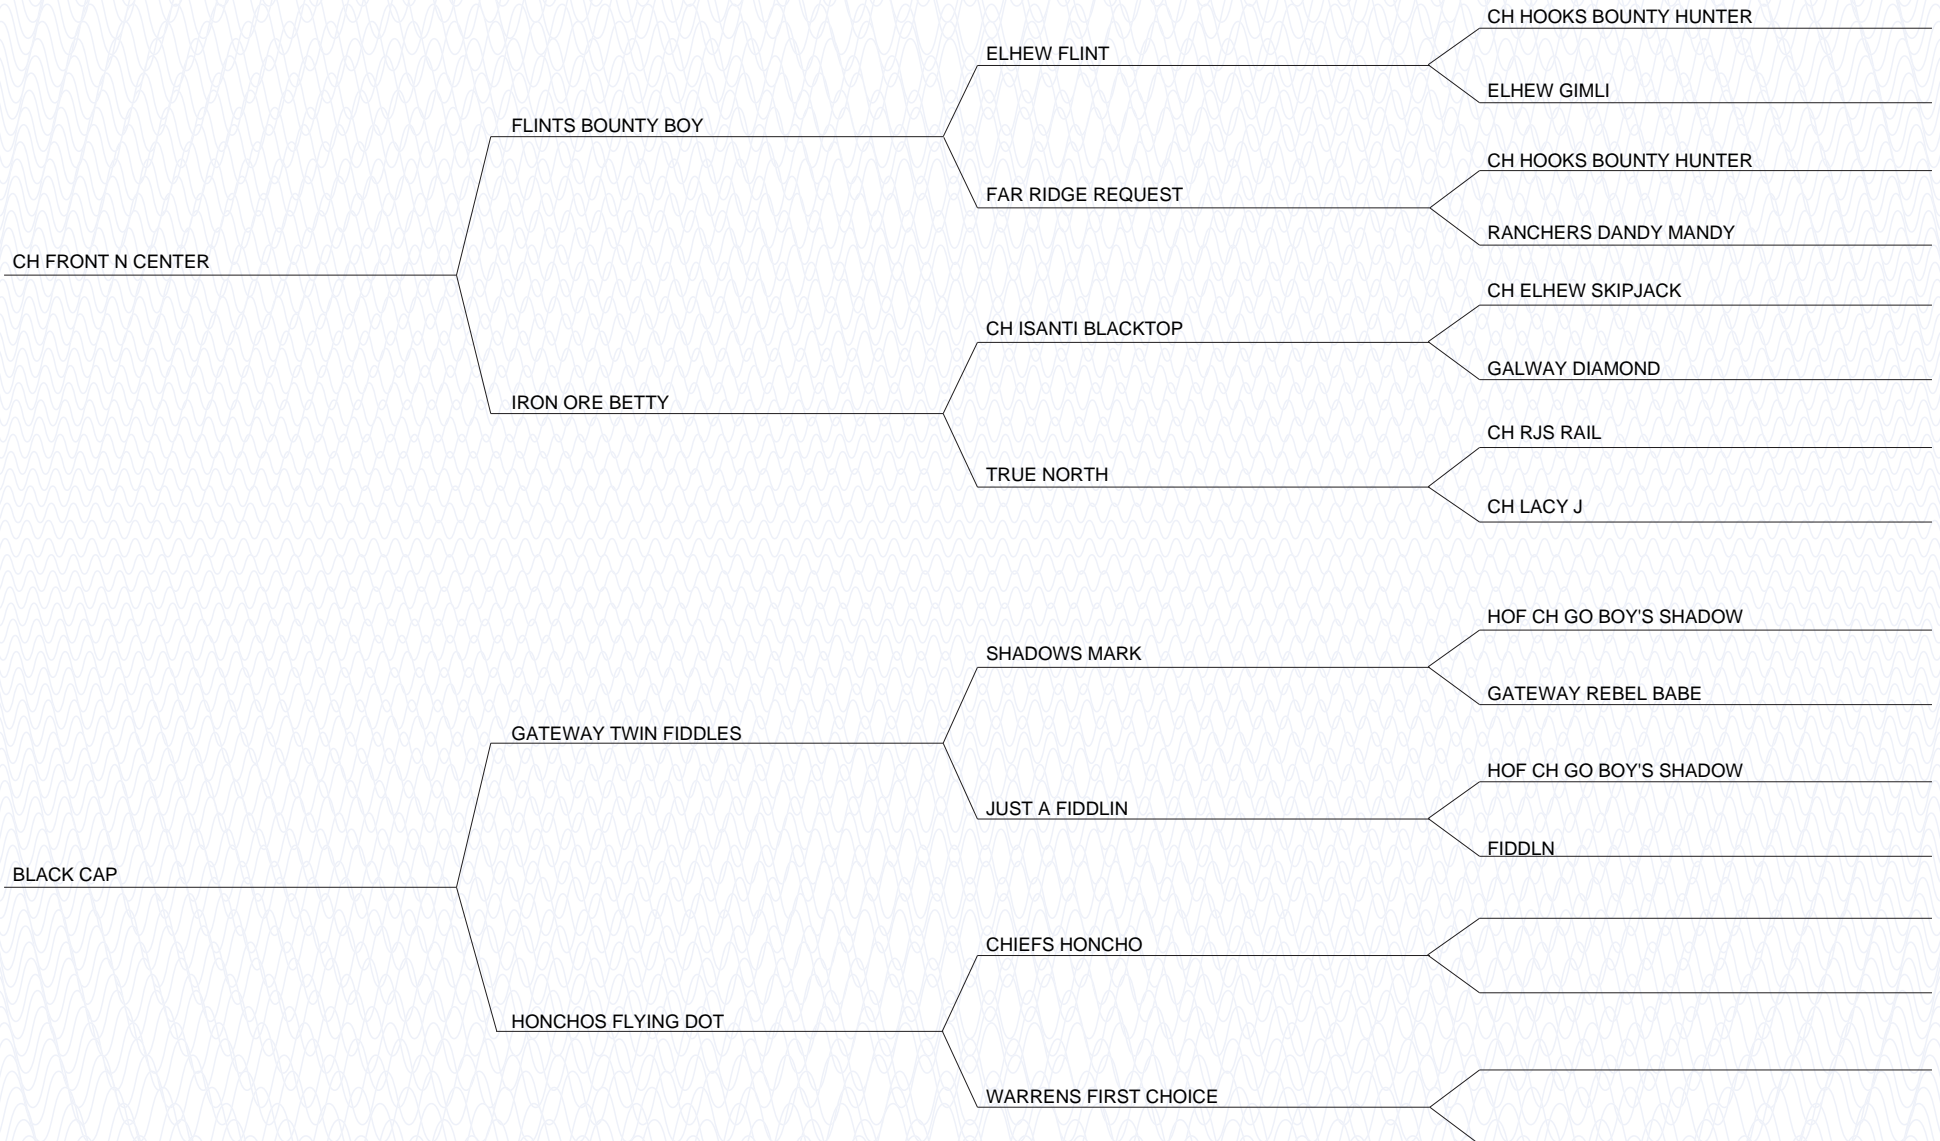 CH HOOKS BOUNTY HUNTER
ELHEW FLINT
ELHEW GIMLI
FLINTS BOUNTY BOY
CH HOOKS BOUNTY HUNTER
FAR RIDGE REQUEST
RANCHERS DANDY MANDY
CH FRONT N CENTER
CH ELHEW SKIPJACK
CH ISANTI BLACKTOP
GALWAY DIAMOND
IRON ORE BETTY
CH RJS RAIL
TRUE NORTH
CH LACY J
HOF CH GO BOY'S SHADOW
SHADOWS MARK
GATEWAY REBEL BABE
GATEWAY TWIN FIDDLES
HOF CH GO BOY'S SHADOW
JUST A FIDDLIN
FIDDLN
BLACK CAP
CHIEFS HONCHO
HONCHOS FLYING DOT
WARRENS FIRST CHOICE